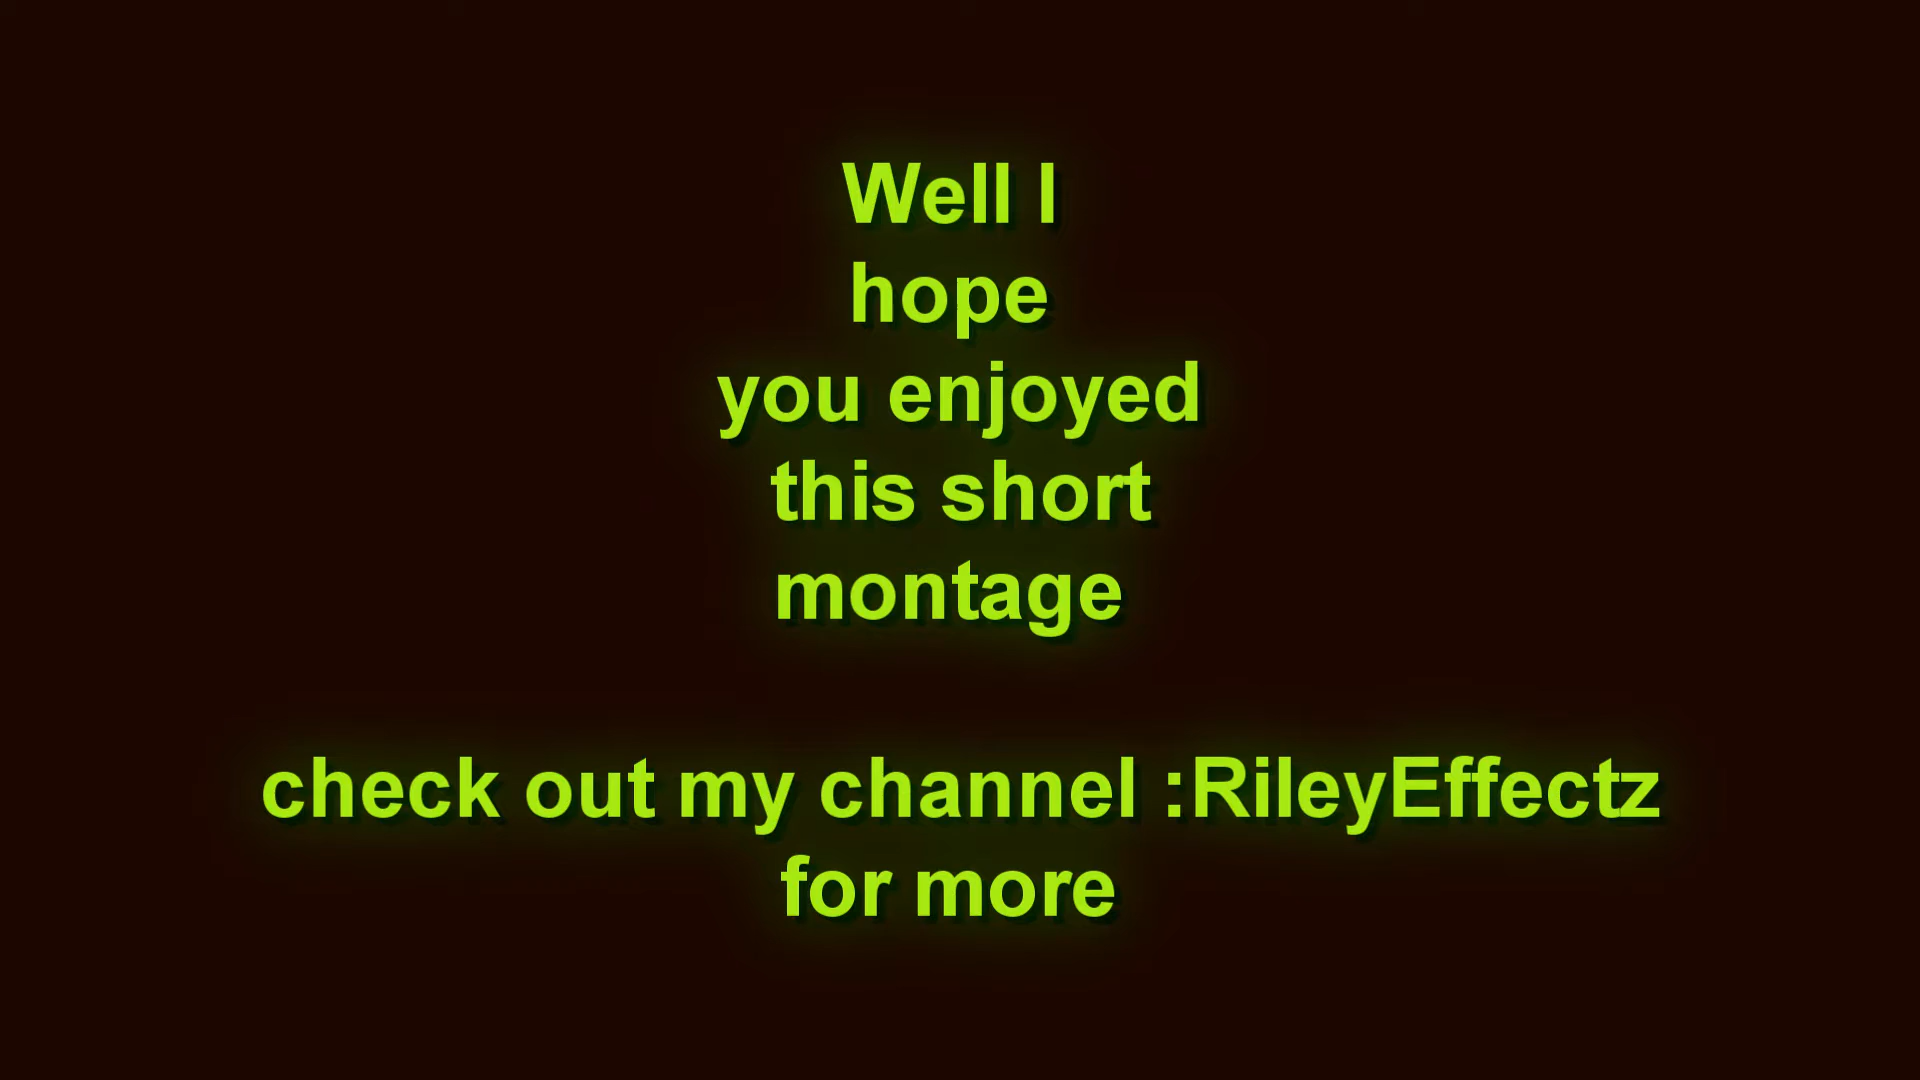 Well I
hope
you enjoyed
this short
montage
check out my channel :RileyEffectz
for more